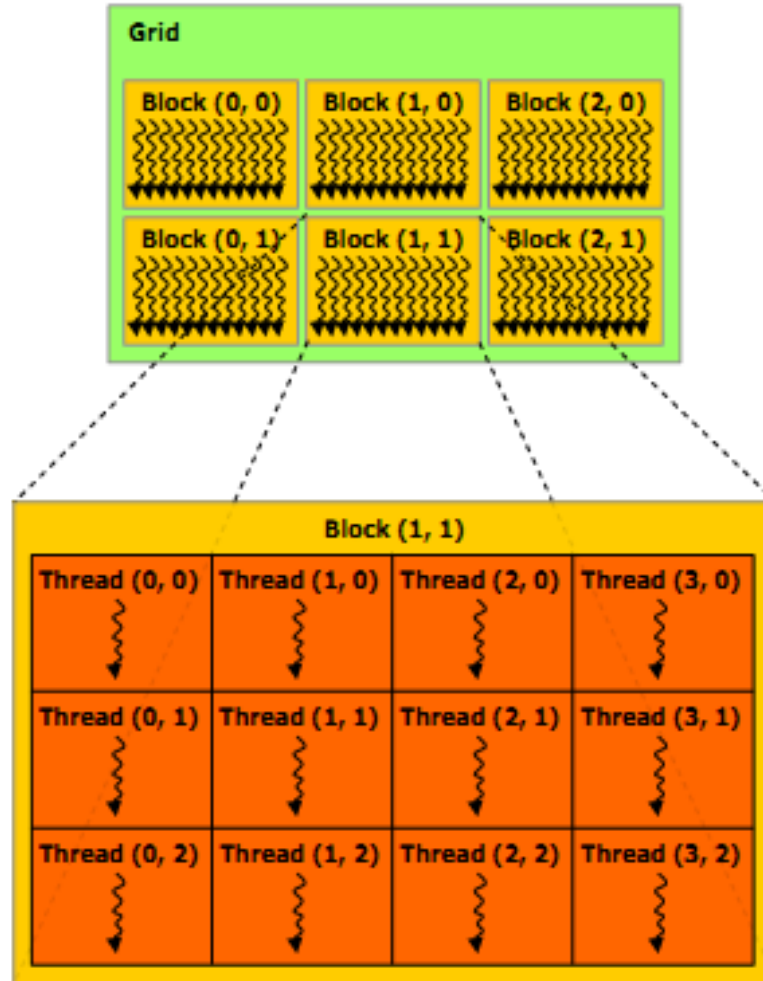 Grid
Block (0, 0) Block (1, 0) Block (2, 0)
Block (0, 1) Block (1, 1) Block (2, 1)
Block (1, 1)
Thread (0, 0) Thread (1, 0) Thread (2, 0) Thread (3, 0)
Thread (0, 1) Thread (1, 1) Thread (2, 1) Thread (3, 1)
Thread (0, 2) Thread (1, 2) Thread (2, 2) Thread (3, 2)